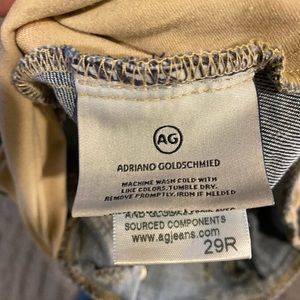 AG
ADRIANO GOLDSCHMIED
MACHINE WASH COLD WITH
LIKE COLORS. TUMBLE DRY.
REMOVE PROMPTLY. IRON IF NEEDED
SOURCED COMPONENTS
www.agjeans.com
29R